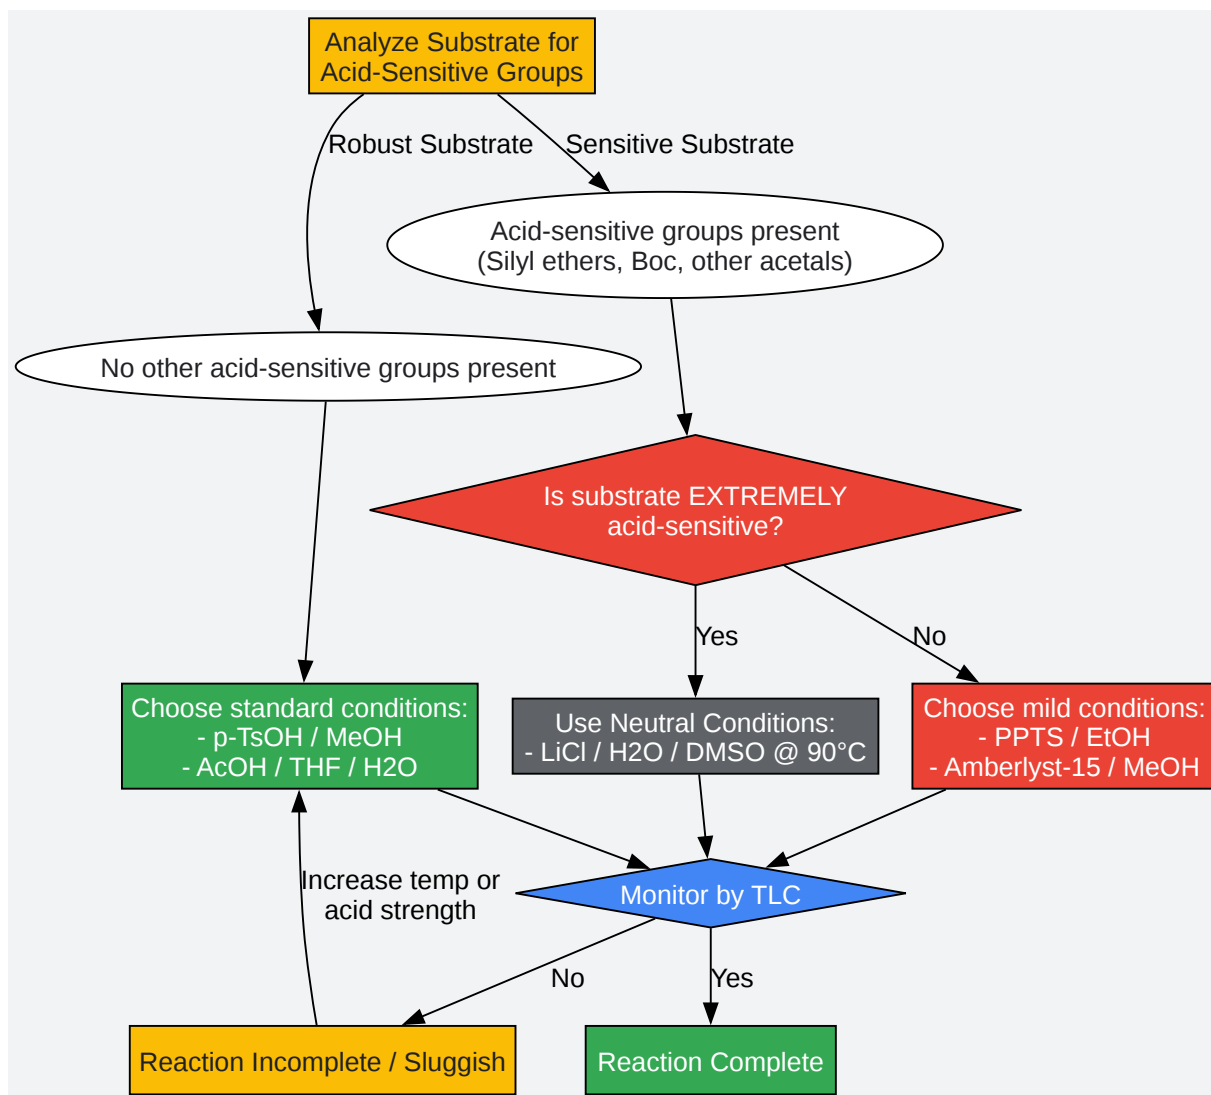 Analyze Substrate for
Acid-Sensitive Groups
Robust Substrate
Sensitive Substrate
Acid-sensitive groups present
(Silyl ethers, Boc, other acetals)
No other acid-sensitive groups present
Is substrate EXTREMELY
acid-sensitive?
Yes
No
Choose standard conditions:
- p-TsOH / MeOH
- AcOH / THF / H2O
Use Neutral Conditions:
- LiCl / H2O / DMSO @ 90°C
Choose mild conditions:
- PPTS / EtOH
- Amberlyst-15 / MeOH
Increase temp or
acid strength
Monitor by TLC
No
Yes
Reaction Incomplete / Sluggish
Reaction Complete